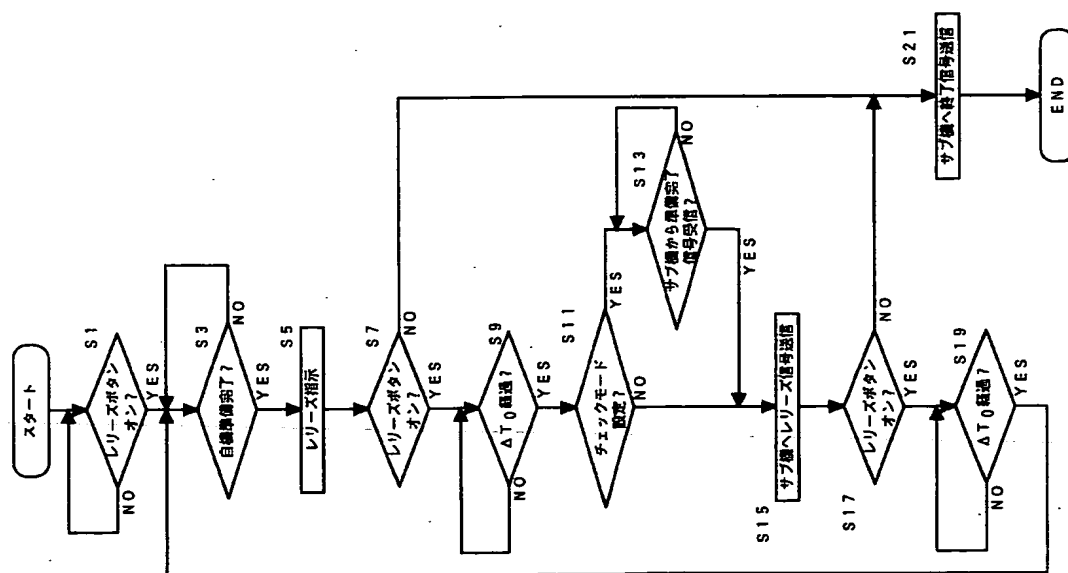 スタート
S1
レリーズボタン
オン?
NO
YES
S3
自機準備完了?
NO
YES
S5
レリーズ指示
S7
レリーズボタン
オン?
NO
YES
S9
ΔT0経過?
NO
YES
S11
チェックモード
設定?
YES
NO
S13
サブ機から準備完了
信号受信?
NO
YES
S15
サブ機へレリーズ信号送信
S17
レリーズボタン
オン?
NO
YES
S19
ΔT0経過?
NO
YES
S21
サブ機へ終了信号送信
END